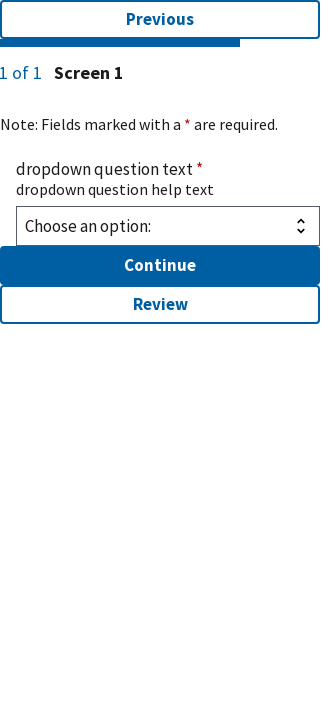 Previous
1 of 1 Screen 1
Note: Fields marked with a * are required.
dropdown question text *
dropdown question help text
Choose an option:
Continue
Review